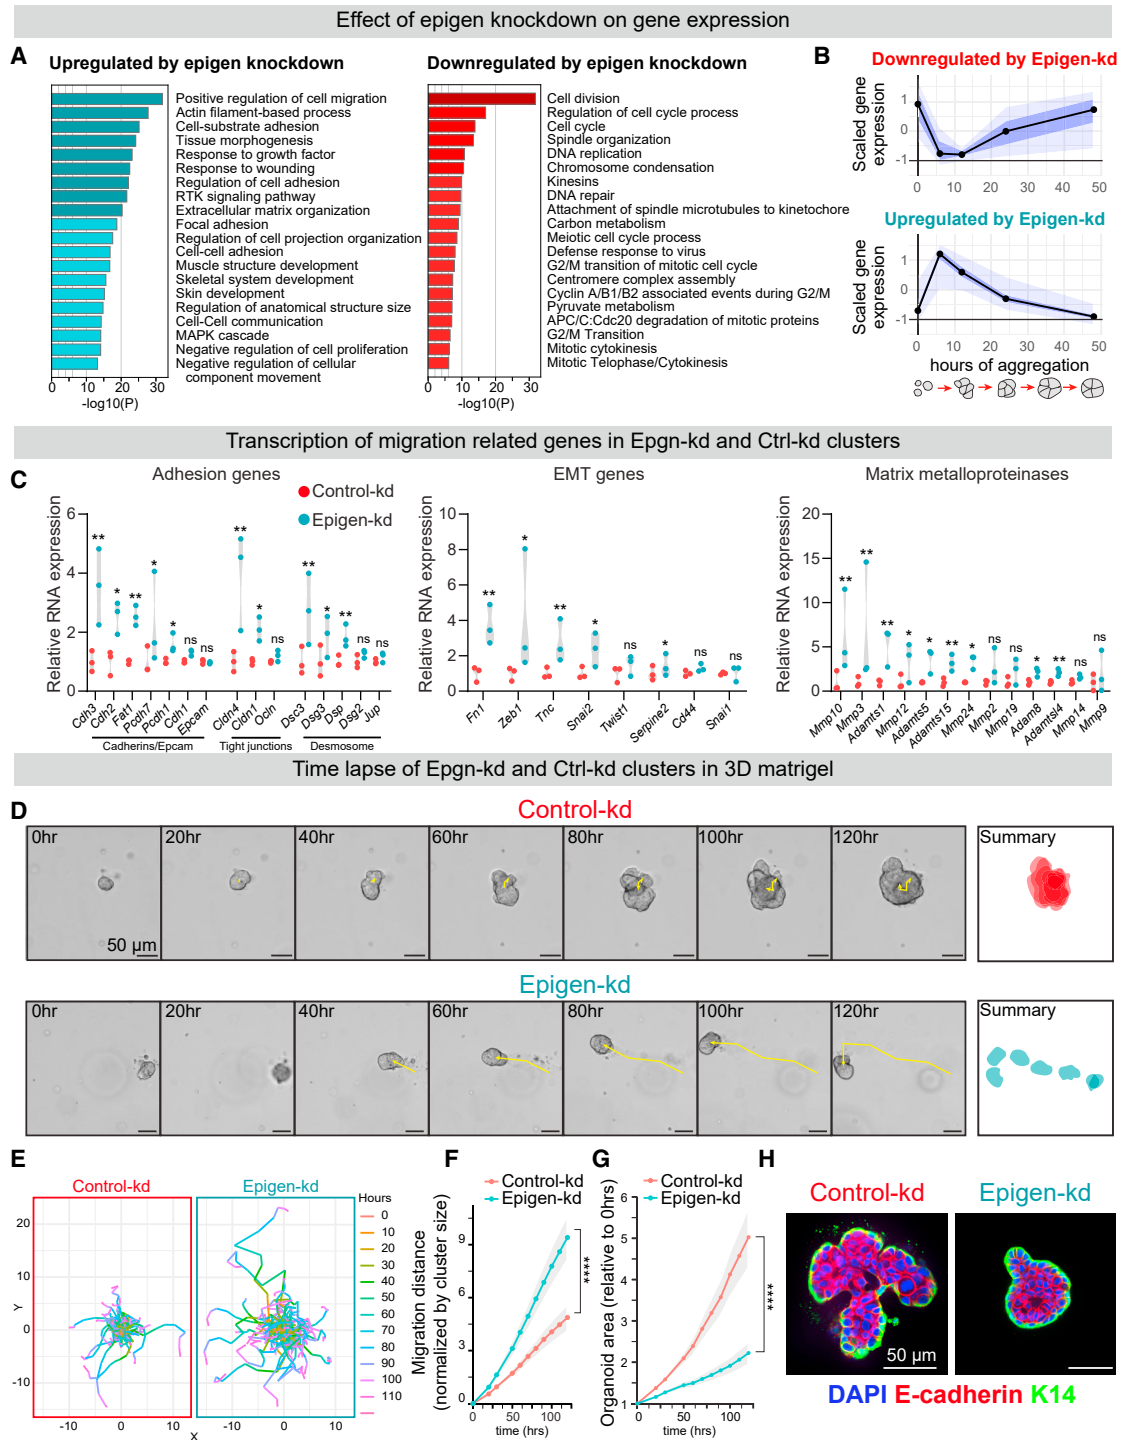 Effect of epigen knockdown on gene expression
A
Upregulated by epigen knockdown
Positive regulation of cell migration
Actin filament-based process
Cell-substrate adhesion
Tissue morphogenesis
Response to growth factor
Response to wounding
Regulation of cell adhesion
RTK signaling pathway
Extracellular matrix organization
Focal adhesion
Regulation of cell projection organization
Cell-cell adhesion
Muscle structure development
Skeletal system development
Skin development
Regulation of anatomical structure size
Cell-Cell communication
MAPK cascade
Negative regulation of cell proliferation
Negative regulation of cellular
component movement
0 10 20 30
-log10(P)
Downregulated by epigen knockdown
Cell division
Regulation of cell cycle process
Cell cycle
Spindle organization
DNA replication
Chromosome condensation
Kinesins
DNA repair
Attachment of spindle microtubules to kinetochore
Carbon metabolism
Meiotic cell cycle process
Defense response to virus
G2/M transition of mitotic cell cycle
Centromere complex assembly
Cyclin A/B1/B2 associated events during G2/M
Pyruvate metabolism
APC/C:Cdc20 degradation of mitotic proteins
G2/M Transition
Mitotic cytokinesis
Mitotic Telophase/Cytokinesis
0 10 20 30
-log10(P)
B
Downregulated by Epigen-kd
Scaled gene
expression
1
0
-1
0 10 20 30 40 50
Upregulated by Epigen-kd
Scaled gene
expression
1
0
-1
0 10 20 30 40 50
hours of aggregation
Transcription of migration related genes in Epgn-kd and Ctrl-kd clusters
C
Adhesion genes
Control-kd
Epigen-kd
Relative RNA expression
6
4
2
0
** * ** * * ns ** * ns ** * ** ns ns
Cdh3 Cdh2 Fat1 Pcdh7 Pcdh1 Cdh1 Epcam Cldn4 Cldn1 Ocln Dsc3 Dsg3 Dsp Dsg2 Jup
Cadherins/Epcam Tight junctions Desmosome
EMT genes
Relative RNA expression
10
8
6
4
2
0
** * ** * ns * ns ns
Fn1 Zeb1 Tnc Snai2 Twist1 Serpine2 Cd44 Snai1
Matrix metalloproteinases
Relative RNA expression
20
15
10
5
0
** ** ** * * ** * ns ns * ** ns ns
Mmp10 Mmp3 Adamts1 Mmp12 Adamts5 Adamts15 Mmp24 Mmp2 Mmp19 Adam8 Adamtsl4 Mmp14 Mmp9
Time lapse of Epgn-kd and Ctrl-kd clusters in 3D matrigel
D
Control-kd
0hr 20hr 40hr 60hr 80hr 100hr 120hr Summary
50 µm
Epigen-kd
0hr 20hr 40hr 60hr 80hr 100hr 120hr Summary
E
Control-kd Epigen-kd
Y
20
10
0
-10
-10 0 10 -10 0 10
X
Hours
0
10
20
30
40
50
60
70
80
90
100
110
F
Control-kd
Epigen-kd
Migration distance
(normalized by cluster size)
9
6
3
0
0 50 100
time (hrs)
****
G
Control-kd
Epigen-kd
Organoid area (relative to 0hrs)
6
5
4
3
2
1
0 50 100
time (hrs)
****
H
Control-kd Epigen-kd
50 µm
DAPI E-cadherin K14